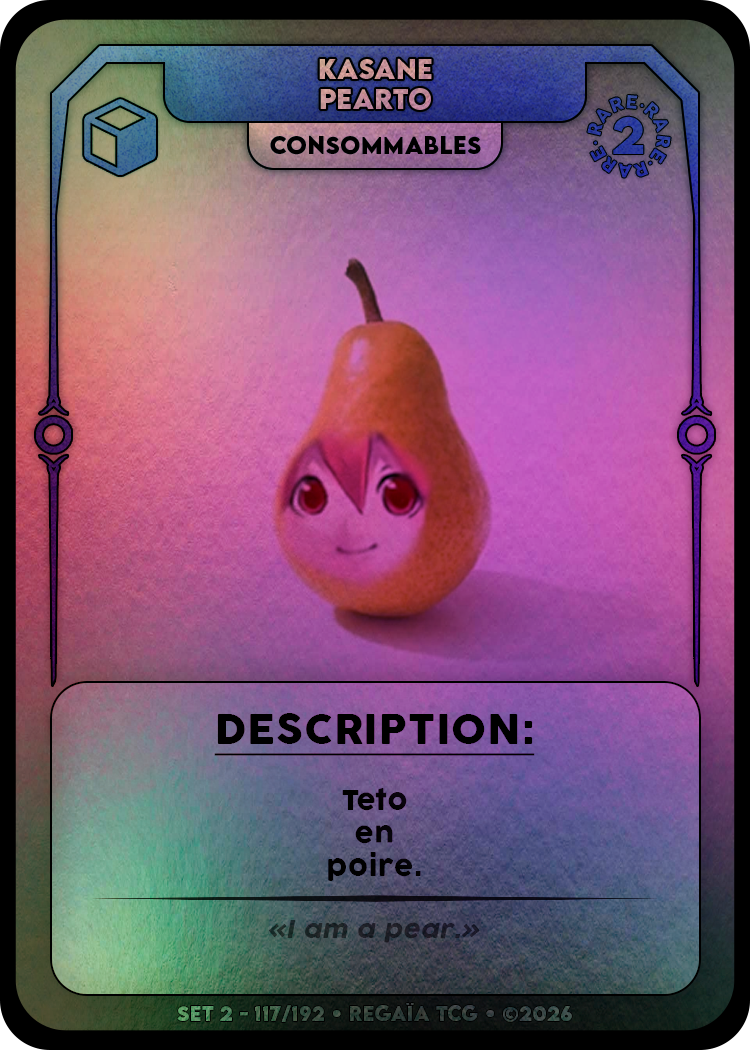 KASANE
PEARTO
CONSOMMABLES
RARE·RARE·RARE·RARE·
2
DESCRIPTION:
Teto
en
poire.
«I am a pear.»
SET 2 - 117/192 • REGAÏA TCG • ©2026